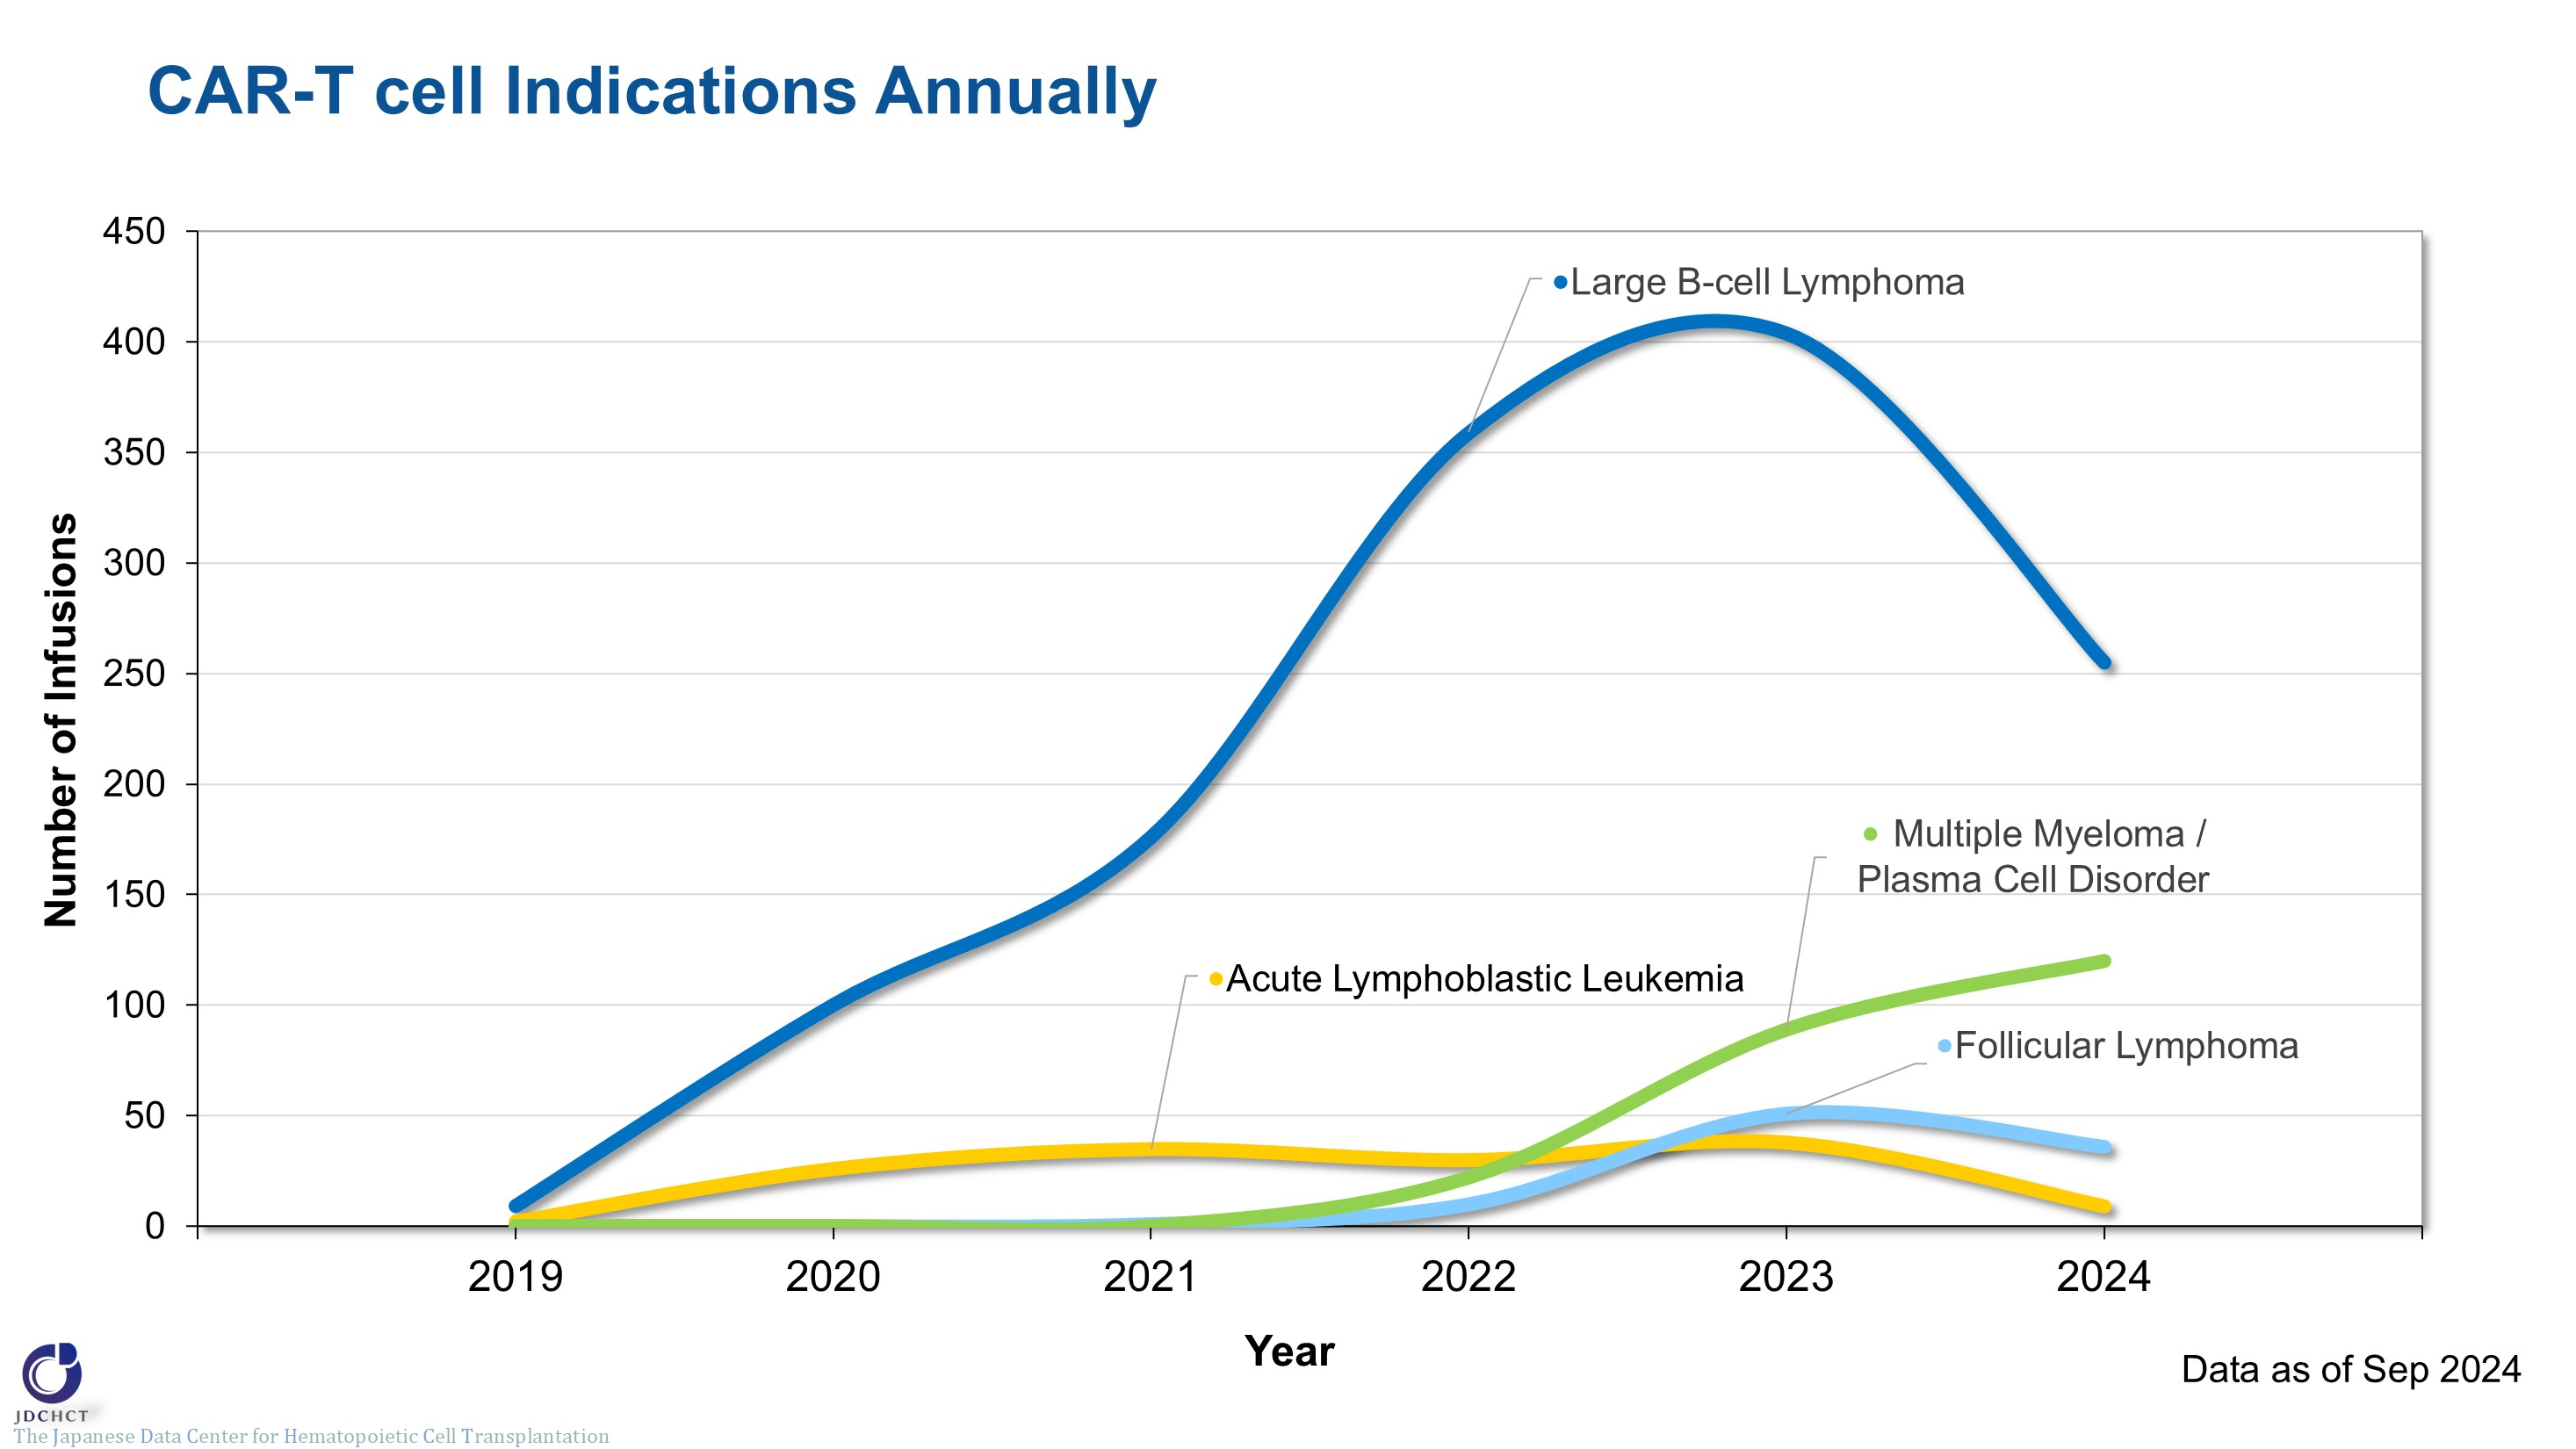 CAR-T cell Indications Annually
450
400
350
300
250
200
150
100
50
0
Number of Infusions
Large B-cell Lymphoma
Multiple Myeloma /
Plasma Cell Disorder
Acute Lymphoblastic Leukemia
Follicular Lymphoma
2019 2020 2021 2022 2023 2024
Year
Data as of Sep 2024
JDCHCT
The Japanese Data Center for Hematopoietic Cell Transplantation